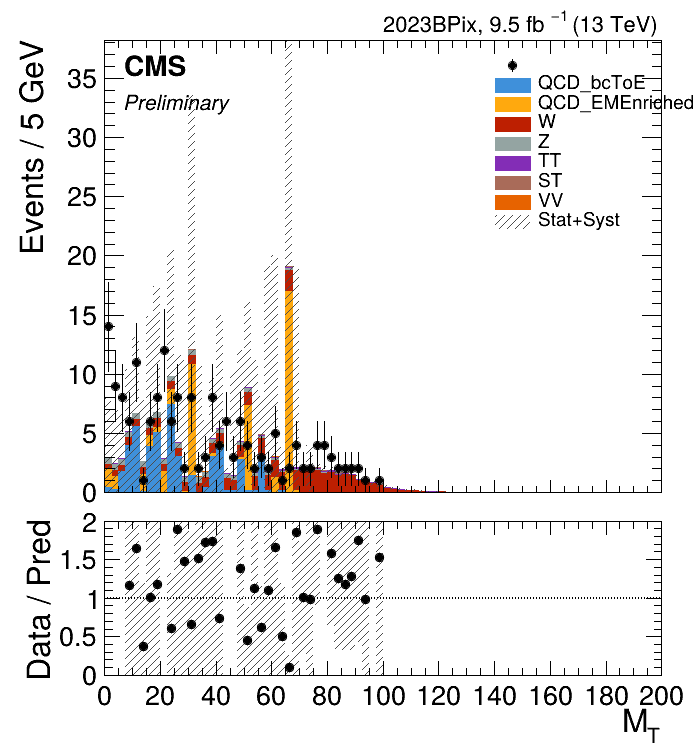 2023BPix, 9.5 fb⁻¹ (13 TeV)
CMS
Preliminary
QCD_bcToE
QCD_EMEnriched
W
Z
TT
ST
VV
Stat+Syst
Events / 5 GeV
35
30
25
20
15
10
5
0
Data / Pred
2
1.5
1
0.5
0
0 20 40 60 80 100 120 140 160 180 200
M_T